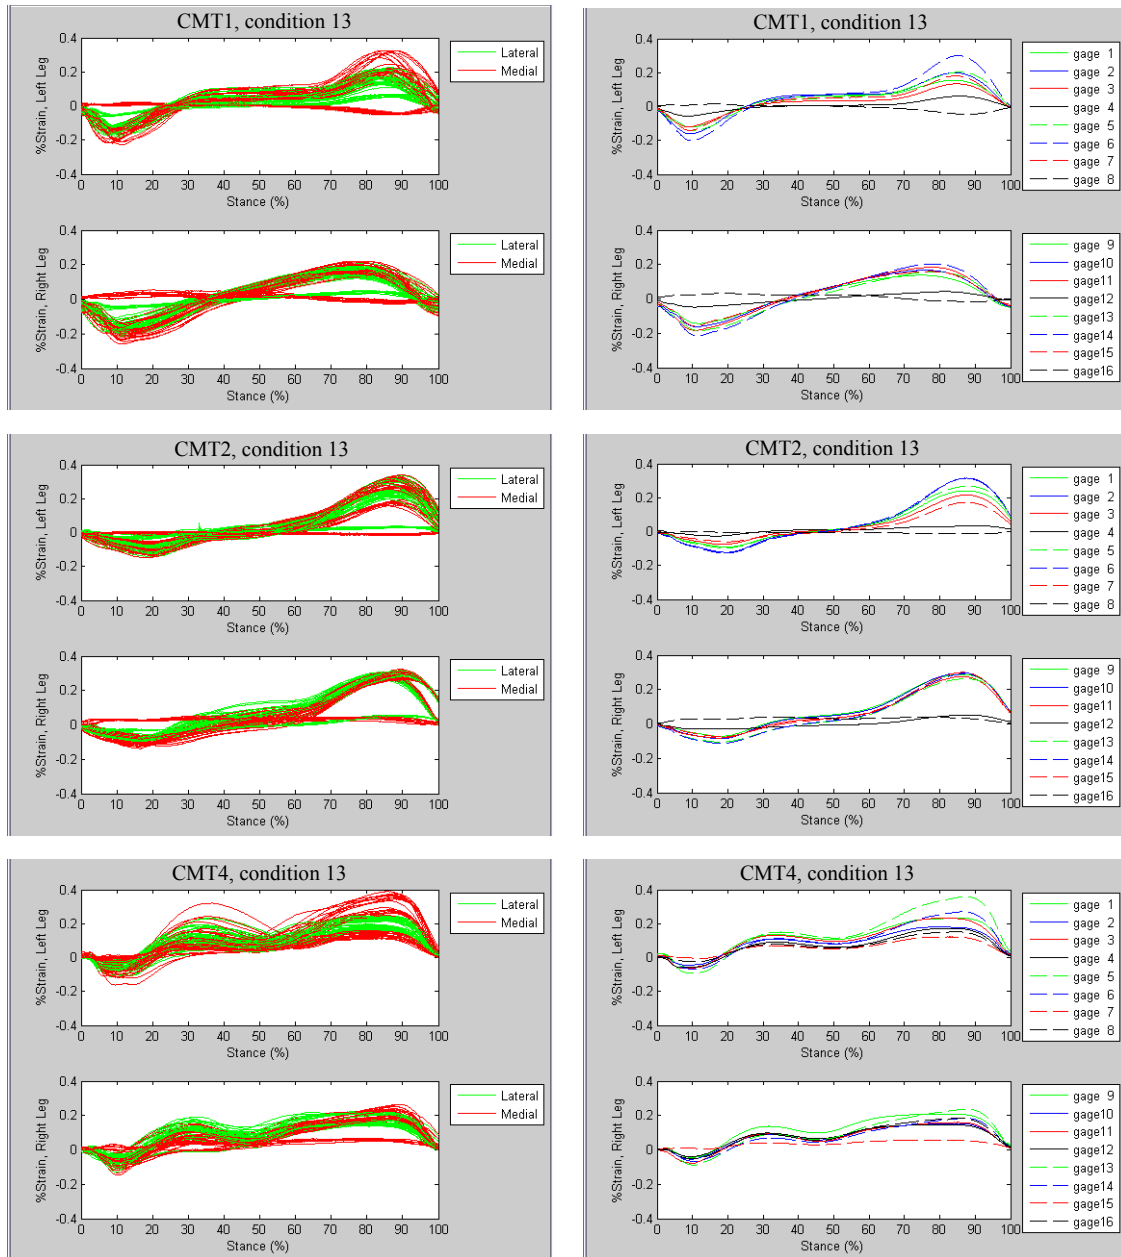 CMT1, condition 13
0.4
0.2
0
-0.2
-0.4
%Strain, Left Leg
0 10 20 30 40 50 60 70 80 90 100
Stance (%)
Lateral
Medial
0.4
0.2
0
-0.2
-0.4
%Strain, Right Leg
0 10 20 30 40 50 60 70 80 90 100
Stance (%)
Lateral
Medial
CMT1, condition 13
0.4
0.2
0
-0.2
-0.4
%Strain, Left Leg
0 10 20 30 40 50 60 70 80 90 100
Stance (%)
gage 1
gage 2
gage 3
gage 4
gage 5
gage 6
gage 7
gage 8
0.4
0.2
0
-0.2
-0.4
%Strain, Right Leg
0 10 20 30 40 50 60 70 80 90 100
Stance (%)
gage 9
gage10
gage11
gage12
gage13
gage14
gage15
gage16
CMT2, condition 13
0.4
0.2
0
-0.2
-0.4
%Strain, Left Leg
0 10 20 30 40 50 60 70 80 90 100
Stance (%)
Lateral
Medial
0.4
0.2
0
-0.2
-0.4
%Strain, Right Leg
0 10 20 30 40 50 60 70 80 90 100
Stance (%)
Lateral
Medial
CMT2, condition 13
0.4
0.2
0
-0.2
-0.4
%Strain, Left Leg
0 10 20 30 40 50 60 70 80 90 100
Stance (%)
gage 1
gage 2
gage 3
gage 4
gage 5
gage 6
gage 7
gage 8
0.4
0.2
0
-0.2
-0.4
%Strain, Right Leg
0 10 20 30 40 50 60 70 80 90 100
Stance (%)
gage 9
gage10
gage11
gage12
gage13
gage14
gage15
gage16
CMT4, condition 13
0.4
0.2
0
-0.2
-0.4
%Strain, Left Leg
0 10 20 30 40 50 60 70 80 90 100
Stance (%)
Lateral
Medial
0.4
0.2
0
-0.2
-0.4
%Strain, Right Leg
0 10 20 30 40 50 60 70 80 90 100
Stance (%)
Lateral
Medial
CMT4, condition 13
0.4
0.2
0
-0.2
-0.4
%Strain, Left Leg
0 10 20 30 40 50 60 70 80 90 100
Stance (%)
gage 1
gage 2
gage 3
gage 4
gage 5
gage 6
gage 7
gage 8
0.4
0.2
0
-0.2
-0.4
%Strain, Right Leg
0 10 20 30 40 50 60 70 80 90 100
Stance (%)
gage 9
gage10
gage11
gage12
gage13
gage14
gage15
gage16